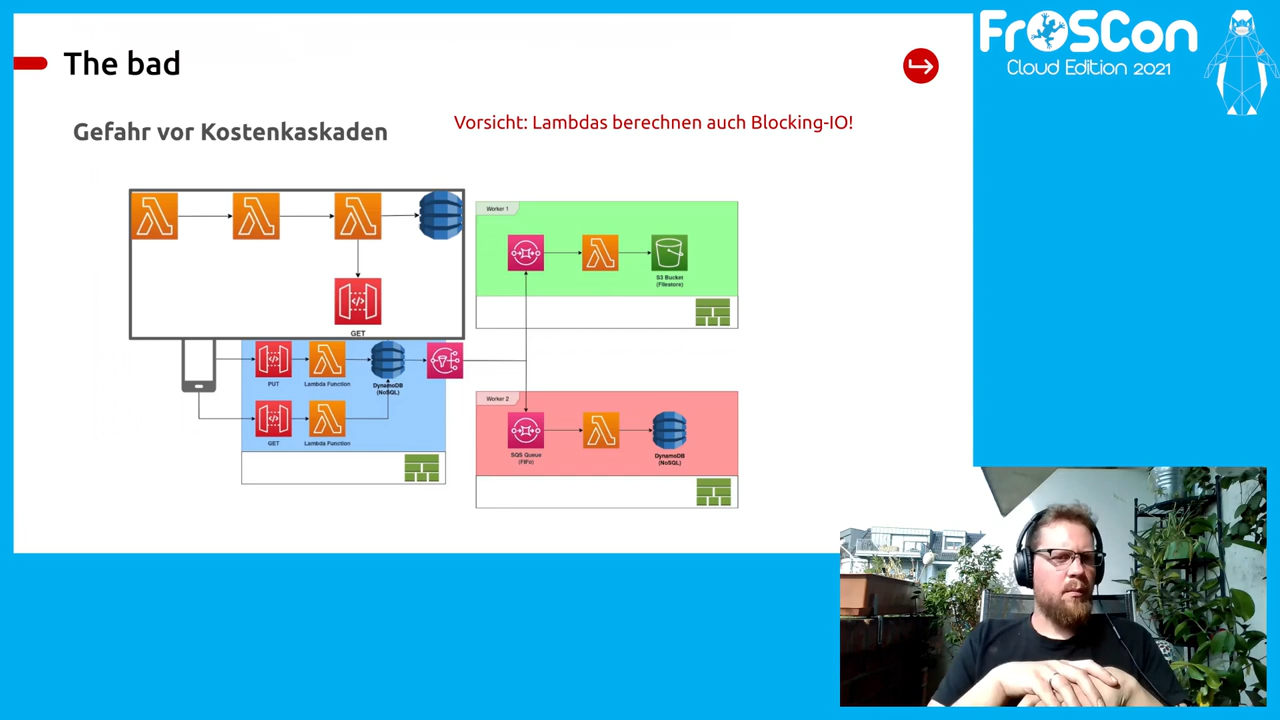 The bad
FrOSCon
Cloud Edition 2021
Gefahr vor Kostenkaskaden
Vorsicht: Lambdas berechnen auch Blocking-IO!
GET
Worker 1
S3 Bucket
(Filestore)
PUT
Lambda Function
DynamoDB
(NoSQL)
GET
Lambda Function
Worker 2
SQS Queue
(FiFo)
DynamoDB
(NoSQL)